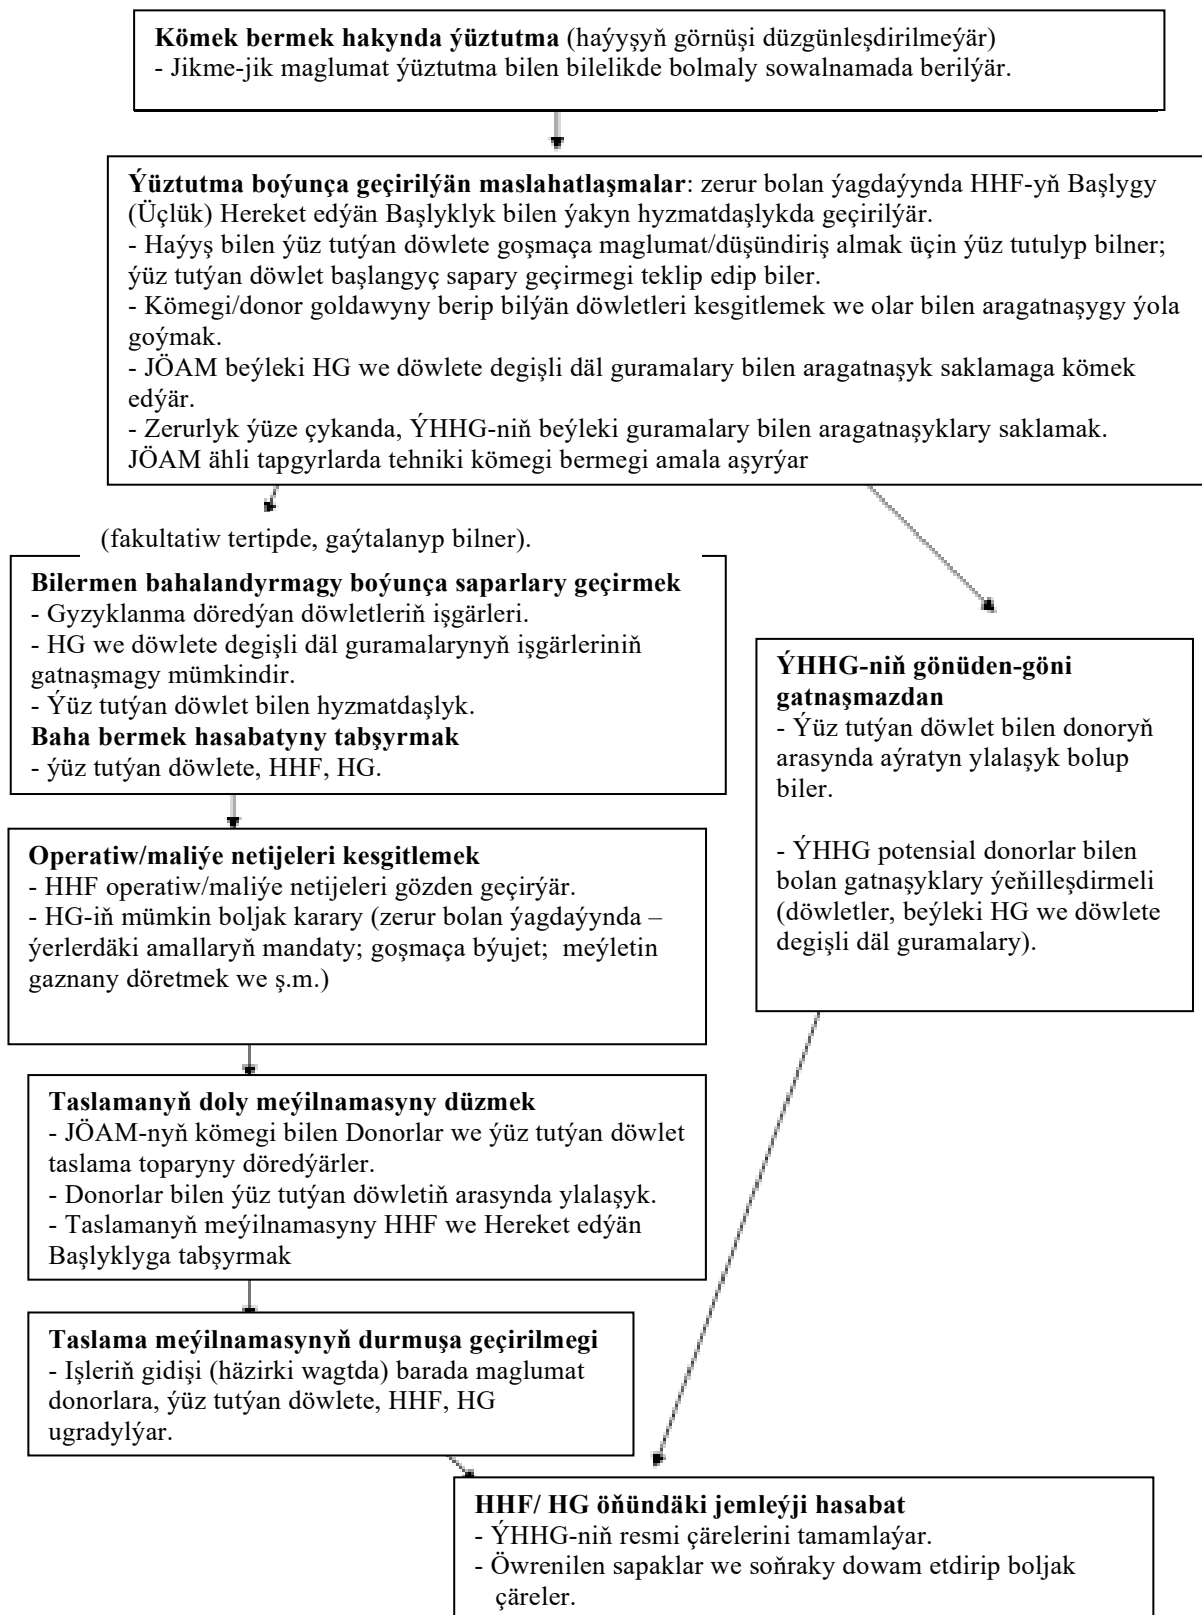 Kömek bermek hakynda ýüztutma (haýyşyň görnüşi düzgünleşdirilmeýär)
- Jikme-jik maglumat ýüztutma bilen bilelikde bolmaly sowalnamada berilýär.
Ýüztutma boýunça geçirilýän maslahatlaşmalar: zerur bolan ýagdaýynda HHF-yň Başlygy
(Üçlük) Hereket edýän Başlyklyk bilen ýakyn hyzmatdaşlykda geçirilýär.
- Haýyş bilen ýüz tutýan döwlete goşmaça maglumat/düşündiriş almak üçin ýüz tutulyp bilner;
ýüz tutýan döwlet başlangyç sapary geçirmegi teklip edip biler.
- Kömegi/donor goldawyny berip bilýän döwletleri kesgitlemek we olar bilen aragatnaşygy ýola
goýmak.
- JÖAM beýleki HG we döwlete degişli däl guramalary bilen aragatnaşyk saklamaga kömek
edýär.
- Zerurlyk ýüze çykanda, ÝHHG-niň beýleki guramalary bilen aragatnaşyklary saklamak.
JÖAM ähli tapgyrlarda tehniki kömegi bermegi amala aşyrýar
(fakultatiw tertipde, gaýtalanyp bilner).
Bilermen bahalandyrmagy boýunça saparlary geçirmek
- Gyzyklanma döredýan döwletleriň işgärleri.
- HG we döwlete degişli däl guramalarynyň işgärleriniň
gatnaşmagy mümkindir.
- Ýüz tutýan döwlet bilen hyzmatdaşlyk.
Baha bermek hasabatyny tabşyrmak
- ýüz tutýan döwlete, HHF, HG.
ÝHHG-niň gönüden-göni
gatnaşmazdan
- Ýüz tutýan döwlet bilen donoryň
arasynda aýratyn ylalaşyk bolup
biler.
- ÝHHG potensial donorlar bilen
bolan gatnaşyklary ýeňilleşdirmeli
(döwletler, beýleki HG we döwlete
degişli däl guramalary).
Operatiw/maliýe netijeleri kesgitlemek
- HHF operatiw/maliýe netijeleri gözden geçirýär.
- HG-iň mümkin boljak karary (zerur bolan ýagdaýynda –
ýerlerdäki amallaryň mandaty; goşmaça býujet; meýletin
gaznany döretmek we ş.m.)
Taslamanyň doly meýilnamasyny düzmek
- JÖAM-nyň kömegi bilen Donorlar we ýüz tutýan döwlet
taslama toparyny döredýärler.
- Donorlar bilen ýüz tutýan döwletiň arasynda ylalaşyk.
- Taslamanyň meýilnamasyny HHF we Hereket edýän
Başlyklyga tabşyrmak
Taslama meýilnamasynyň durmuşa geçirilmegi
- Işleriň gidişi (häzirki wagtda) barada maglumat
donorlara, ýüz tutýan döwlete, HHF, HG
ugradylýar.
HHF/ HG öňündäki jemleýji hasabat
- ÝHHG-niň resmi çärelerini tamamlaýar.
- Öwrenilen sapaklar we soňraky dowam etdirip boljak
çäreler.